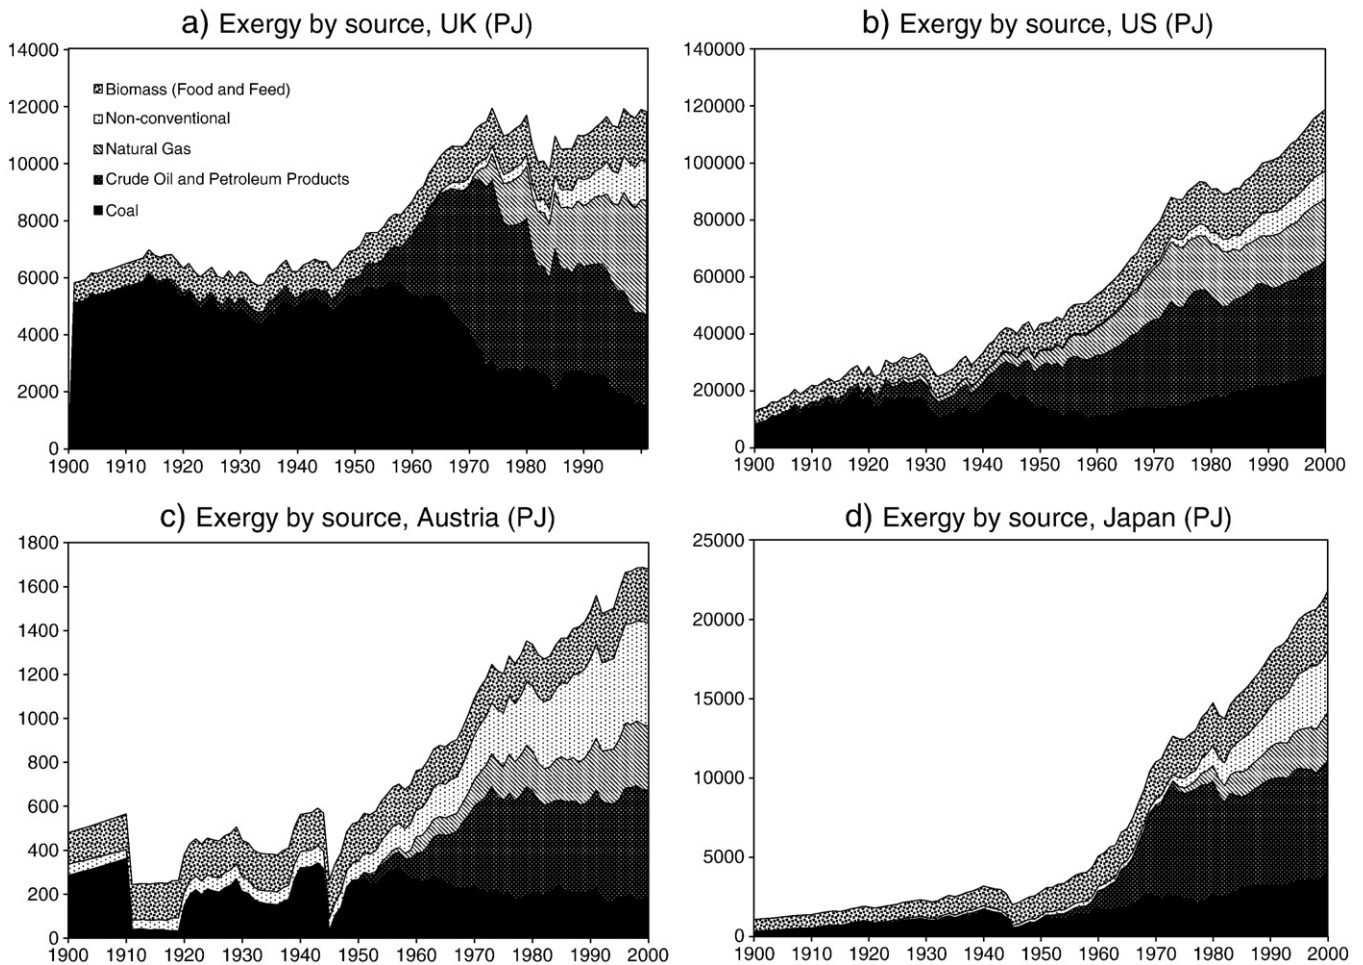 a) Exergy by source, UK (PJ)
14000
12000
10000
8000
6000
4000
2000
0
Biomass (Food and Feed)
Non-conventional
Natural Gas
Crude Oil and Petroleum Products
Coal
1900 1910 1920 1930 1940 1950 1960 1970 1980 1990
b) Exergy by source, US (PJ)
140000
120000
100000
80000
60000
40000
20000
0
1900 1910 1920 1930 1940 1950 1960 1970 1980 1990 2000
c) Exergy by source, Austria (PJ)
1800
1600
1400
1200
1000
800
600
400
200
0
1900 1910 1920 1930 1940 1950 1960 1970 1980 1990 2000
d) Exergy by source, Japan (PJ)
25000
20000
15000
10000
5000
0
1900 1910 1920 1930 1940 1950 1960 1970 1980 1990 2000